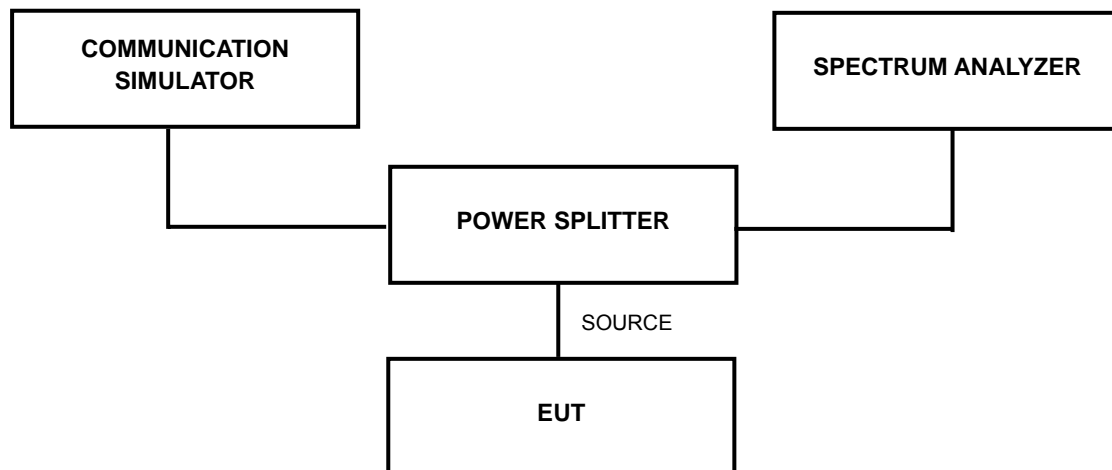 COMMUNICATION
SIMULATOR
SPECTRUM ANALYZER
POWER SPLITTER
SOURCE
EUT